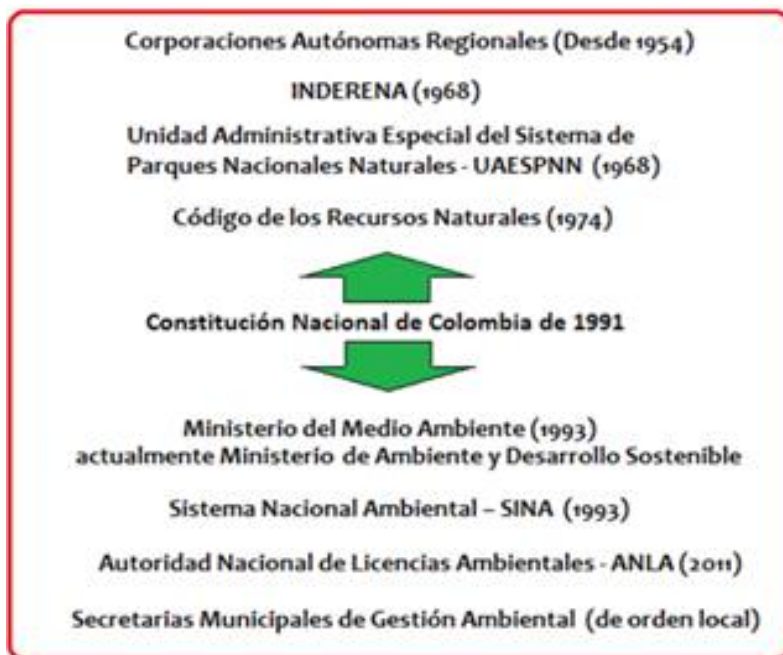 Corporaciones Autónomas Regionales (Desde 1954)
INDERENA (1968)
Unidad Administrativa Especial del Sistema de
Parques Nacionales Naturales - UAESPNN (1968)
Código de los Recursos Naturales (1974)
Constitución Nacional de Colombia de 1991
Ministerio del Medio Ambiente (1993)
actualmente Ministerio de Ambiente y Desarrollo Sostenible
Sistema Nacional Ambiental – SINA (1993)
Autoridad Nacional de Licencias Ambientales - ANLA (2011)
Secretarias Municipales de Gestión Ambiental (de orden local)